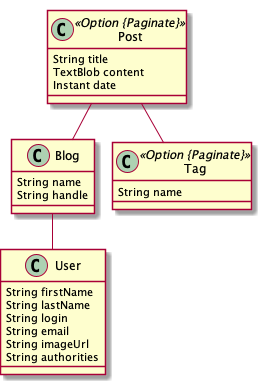 «Option {Paginate}»
C Post
String title
TextBlob content
Instant date
C Blog
String name
String handle
«Option {Paginate}»
C Tag
String name
C User
String firstName
String lastName
String login
String email
String imageUrl
String authorities